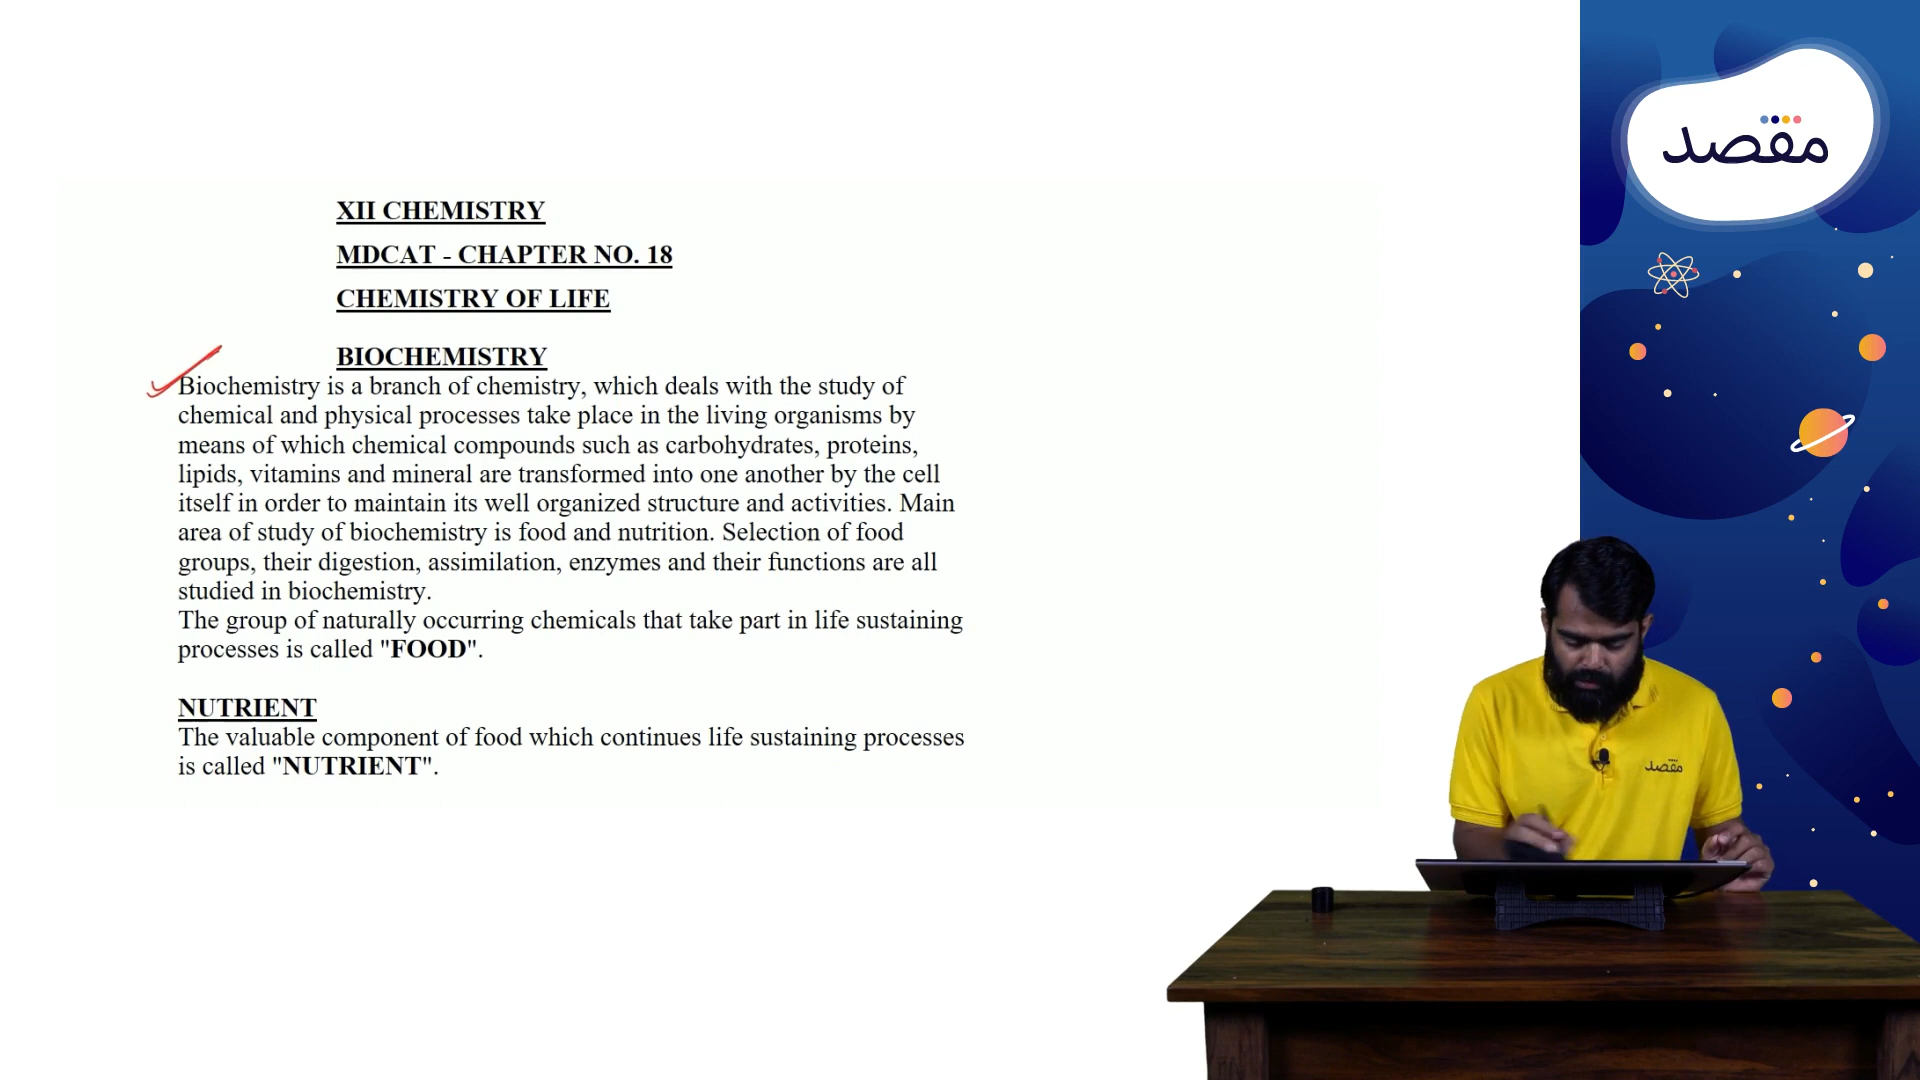 XII CHEMISTRY
MDCAT - CHAPTER NO. 18
CHEMISTRY OF LIFE
BIOCHEMISTRY
Biochemistry is a branch of chemistry, which deals with the study of
chemical and physical processes take place in the living organisms by
means of which chemical compounds such as carbohydrates, proteins,
lipids, vitamins and mineral are transformed into one another by the cell
itself in order to maintain its well organized structure and activities. Main
area of study of biochemistry is food and nutrition. Selection of food
groups, their digestion, assimilation, enzymes and their functions are all
studied in biochemistry.
The group of naturally occurring chemicals that take part in life sustaining
processes is called "FOOD".
NUTRIENT
The valuable component of food which continues life sustaining processes
is called "NUTRIENT".
مقصد
مقصد